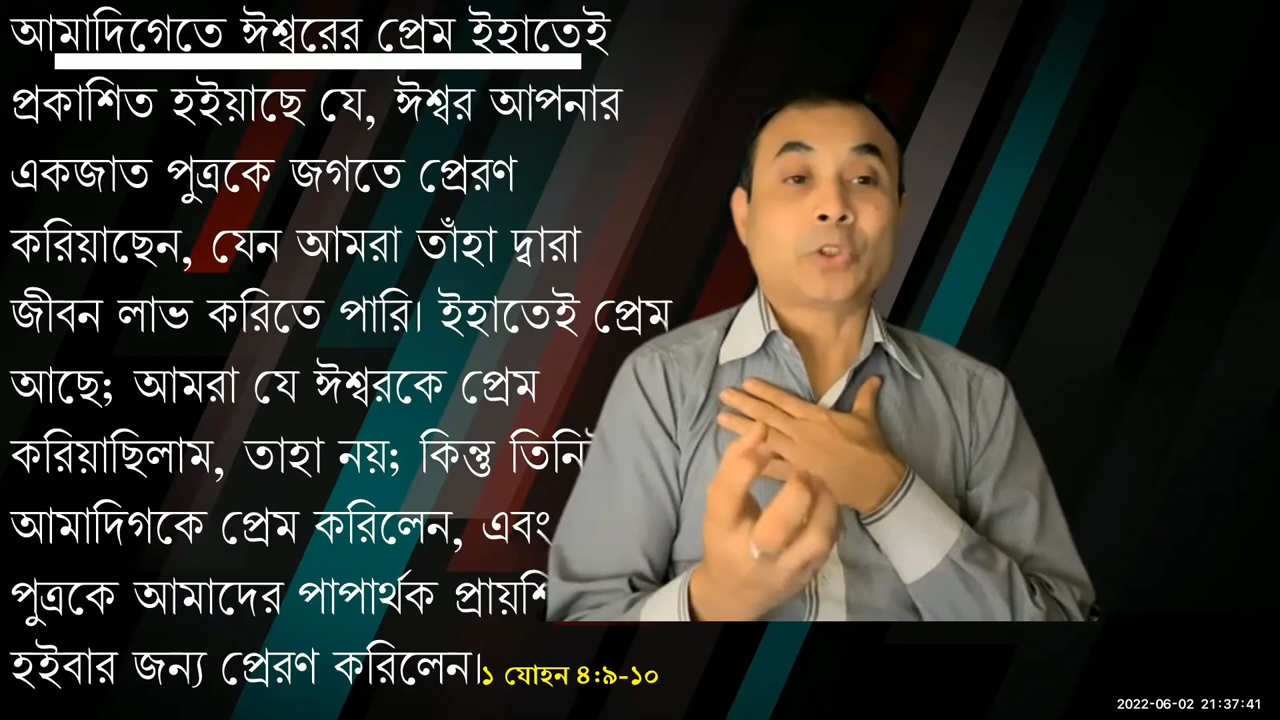 আমাদিগেতে ঈশ্বরের প্রেম ইহাতেই
প্রকাশিত হইয়াছে যে, ঈশ্বর আপনার
একজাত পুত্রকে জগতে প্রেরণ
করিয়াছেন, যেন আমরা তাঁহা দ্বারা
জীবন লাভ করিতে পারি। ইহাতেই প্রেম
আছে; আমরা যে ঈশ্বরকে প্রেম
করিয়াছিলাম, তাহা নয়; কিন্তু
আমাদিগকে প্রেম করিলেন, এবং
পুত্রকে আমাদের পাপার্থক
হইবার জন্য প্রেরণ করিলেন।
১ যোহন ৪:৯-১০
2022-06-02 21:37:41